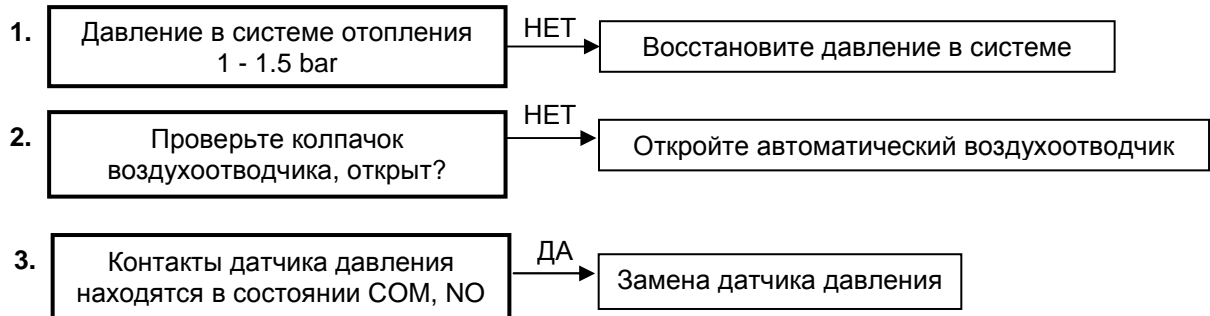 1.
Давление в системе отопления
1 - 1.5 bar
НЕТ
Восстановите давление в системе
2.
Проверьте колпачок
воздухоотводчика, открыт?
НЕТ
Откройте автоматический воздухоотводчик
3.
Контакты датчика давления
находятся в состоянии COM, NO
ДА
Замена датчика давления